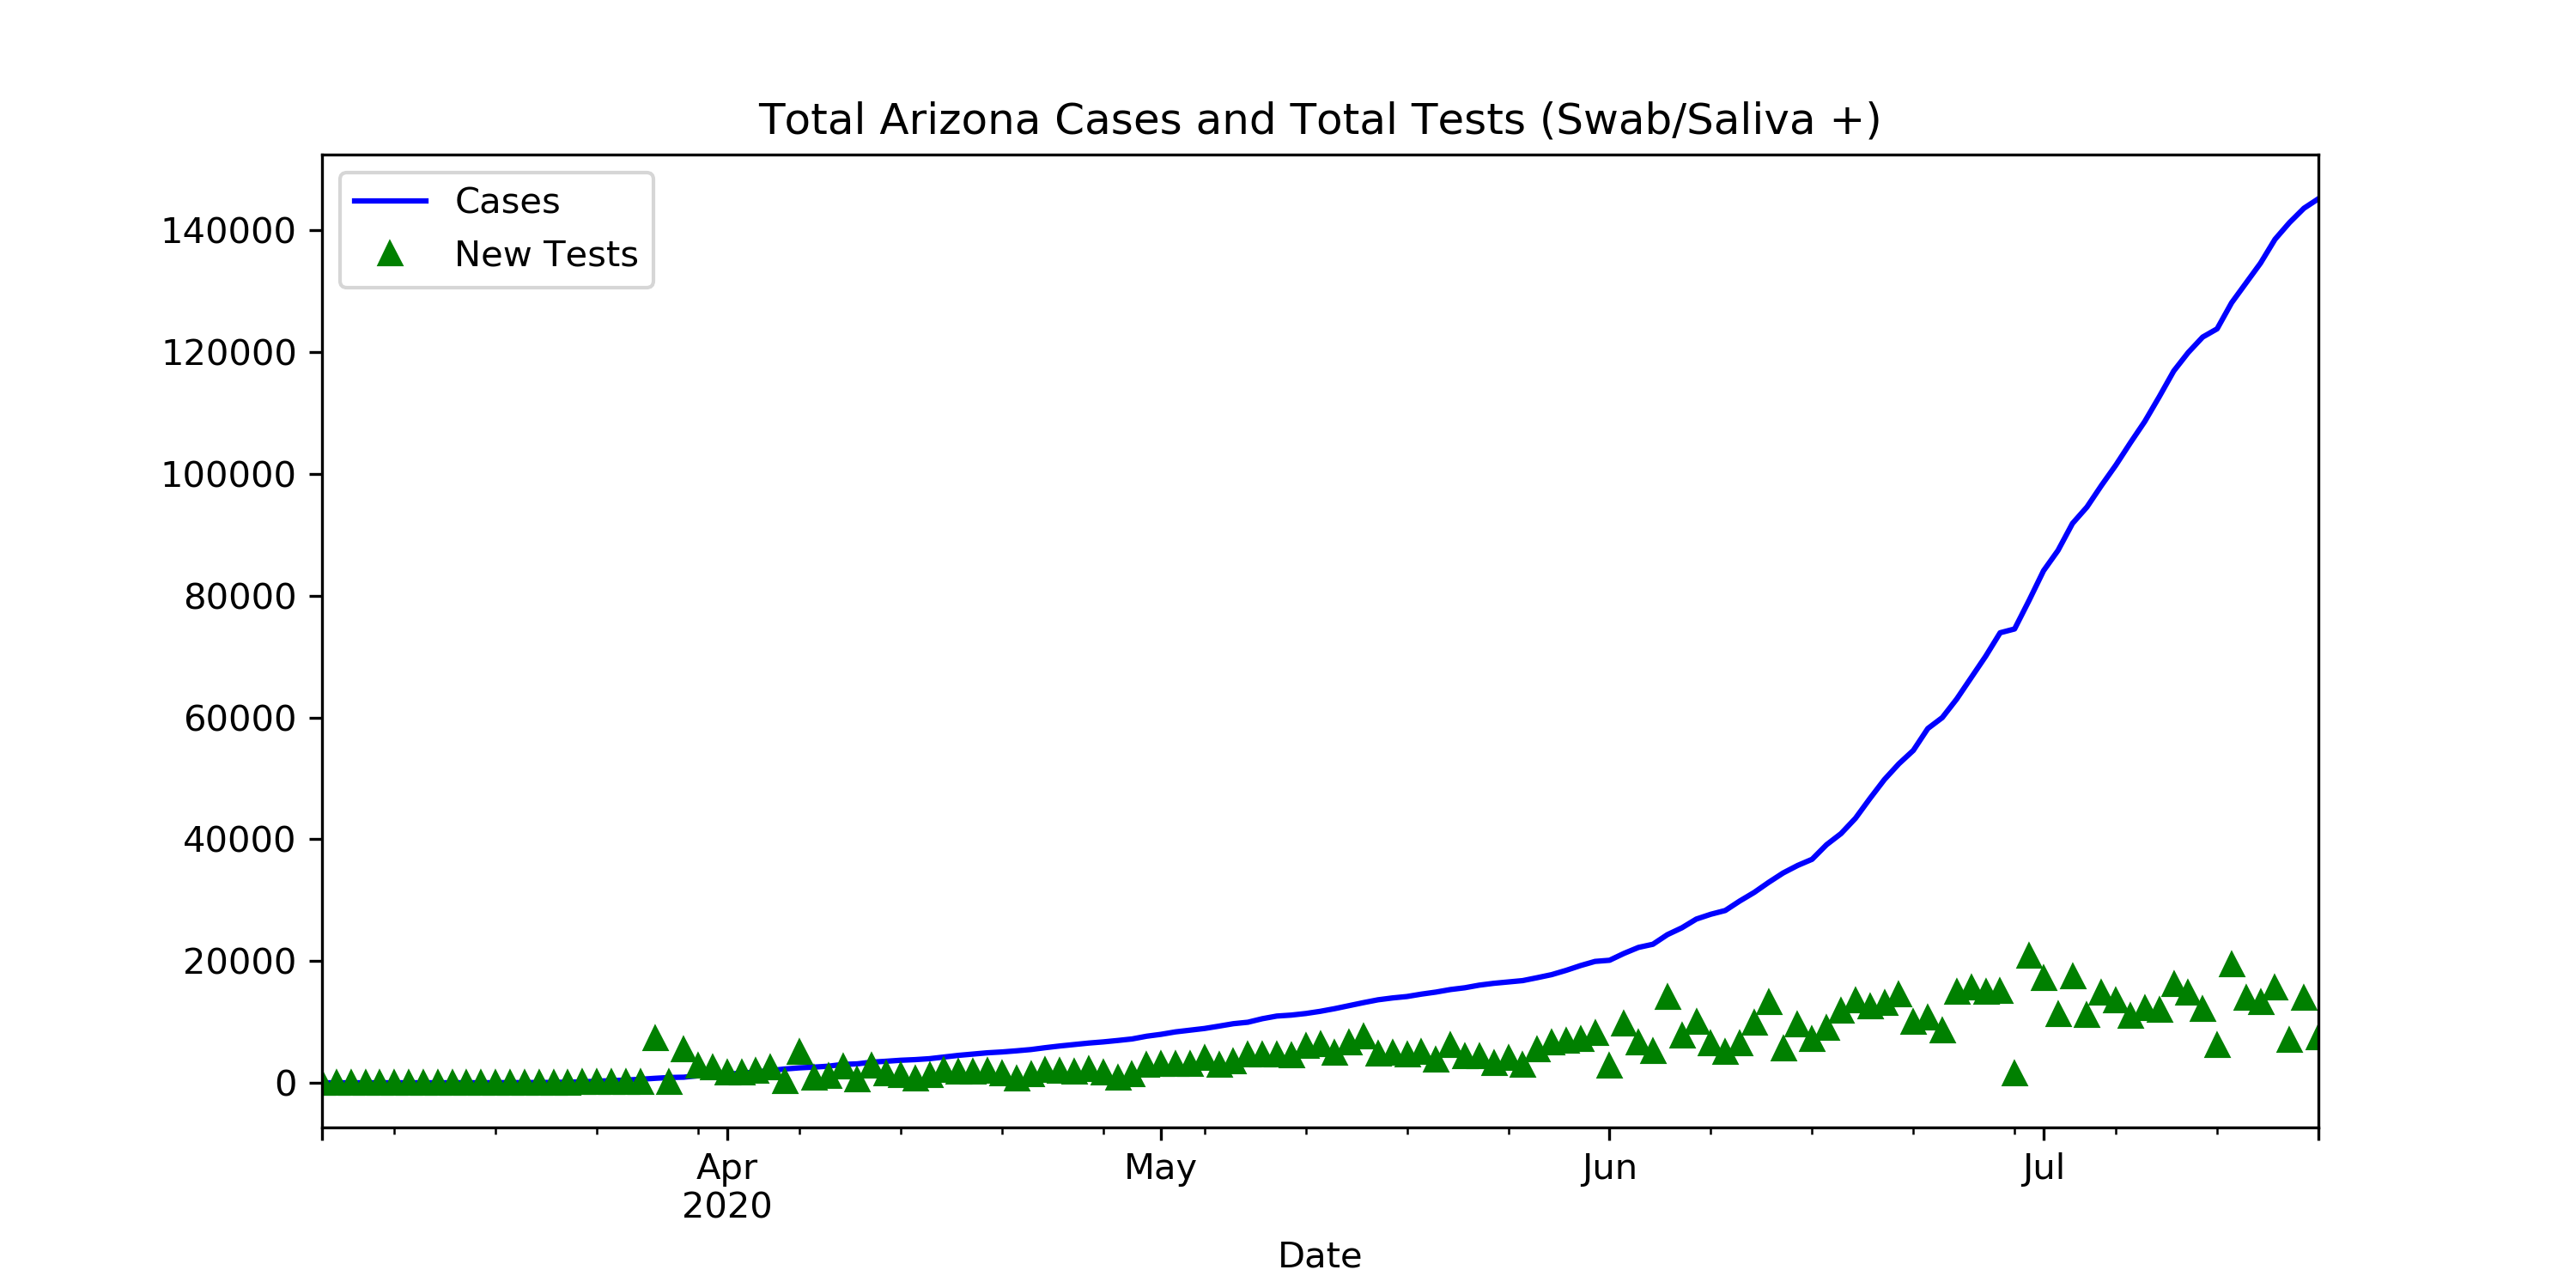 Total Arizona Cases and Total Tests (Swab/Saliva +)
Cases
New Tests
140000
120000
100000
80000
60000
40000
20000
0
Apr May Jun Jul
2020
Date